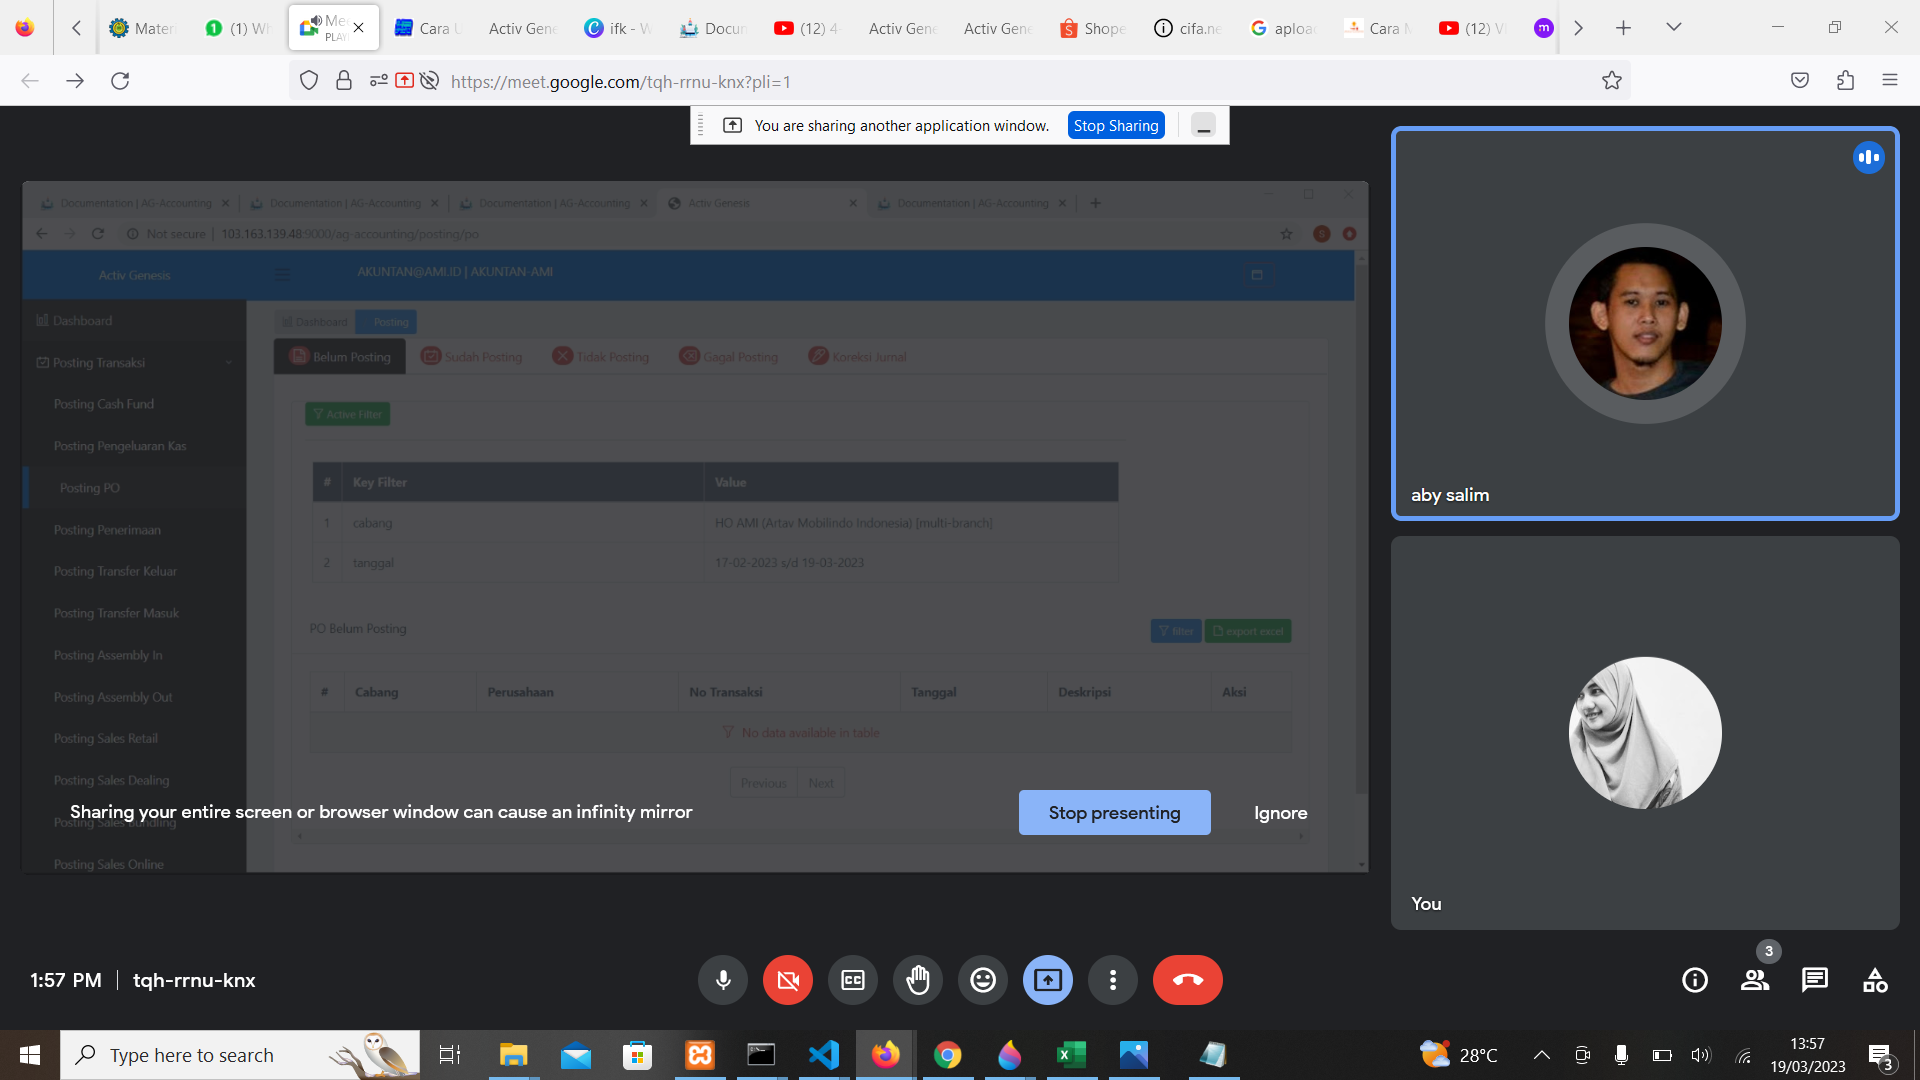 Mater
(1) Wh
Me
PLAY
Cara U
Activ Gene
ifk - W
Docum
(12) 4-
Activ Gene
Activ Gene
Shope
cifa.ne
aploa
Cara M
(12) V
https://meet.google.com/tqh-rrnu-knx?pli=1
You are sharing another application window.
Stop Sharing
Documentation | AG-Accounting
Documentation | AG-Accounting
Documentation | AG-Accounting
Activ Genesis
Documentation | AG-Accounting
Not secure | 103.163.139.48:9000/ag-accounting/posting/po
Activ Genesis
AKUNTAN@AMI.ID | AKUNTAN-AMI
Dashboard
Posting Transaksi
Posting Cash Fund
Posting Pengeluaran Kas
Posting PO
Posting Penerimaan
Posting Transfer Keluar
Posting Transfer Masuk
Posting Assembly In
Posting Assembly Out
Posting Sales Retail
Posting Sales Dealing
Posting Sales Bundling
Posting Sales Online
Dashboard
Posting
Belum Posting
Sudah Posting
Tidak Posting
Gagal Posting
Koreksi Jurnal
Active Filter
# Key Filter Value
1 cabang HO AMI (Artav Mobilindo Indonesia) [multi-branch]
2 tanggal 17-02-2023 s/d 19-03-2023
PO Belum Posting
filter
export excel
# Cabang Perusahaan No Transaksi Tanggal Deskripsi Aksi
No data available in table
Previous Next
Sharing your entire screen or browser window can cause an infinity mirror
Stop presenting
Ignore
aby salim
You
1:57 PM | tqh-rrnu-knx
3
Type here to search
28°C
13:57
19/03/2023
3